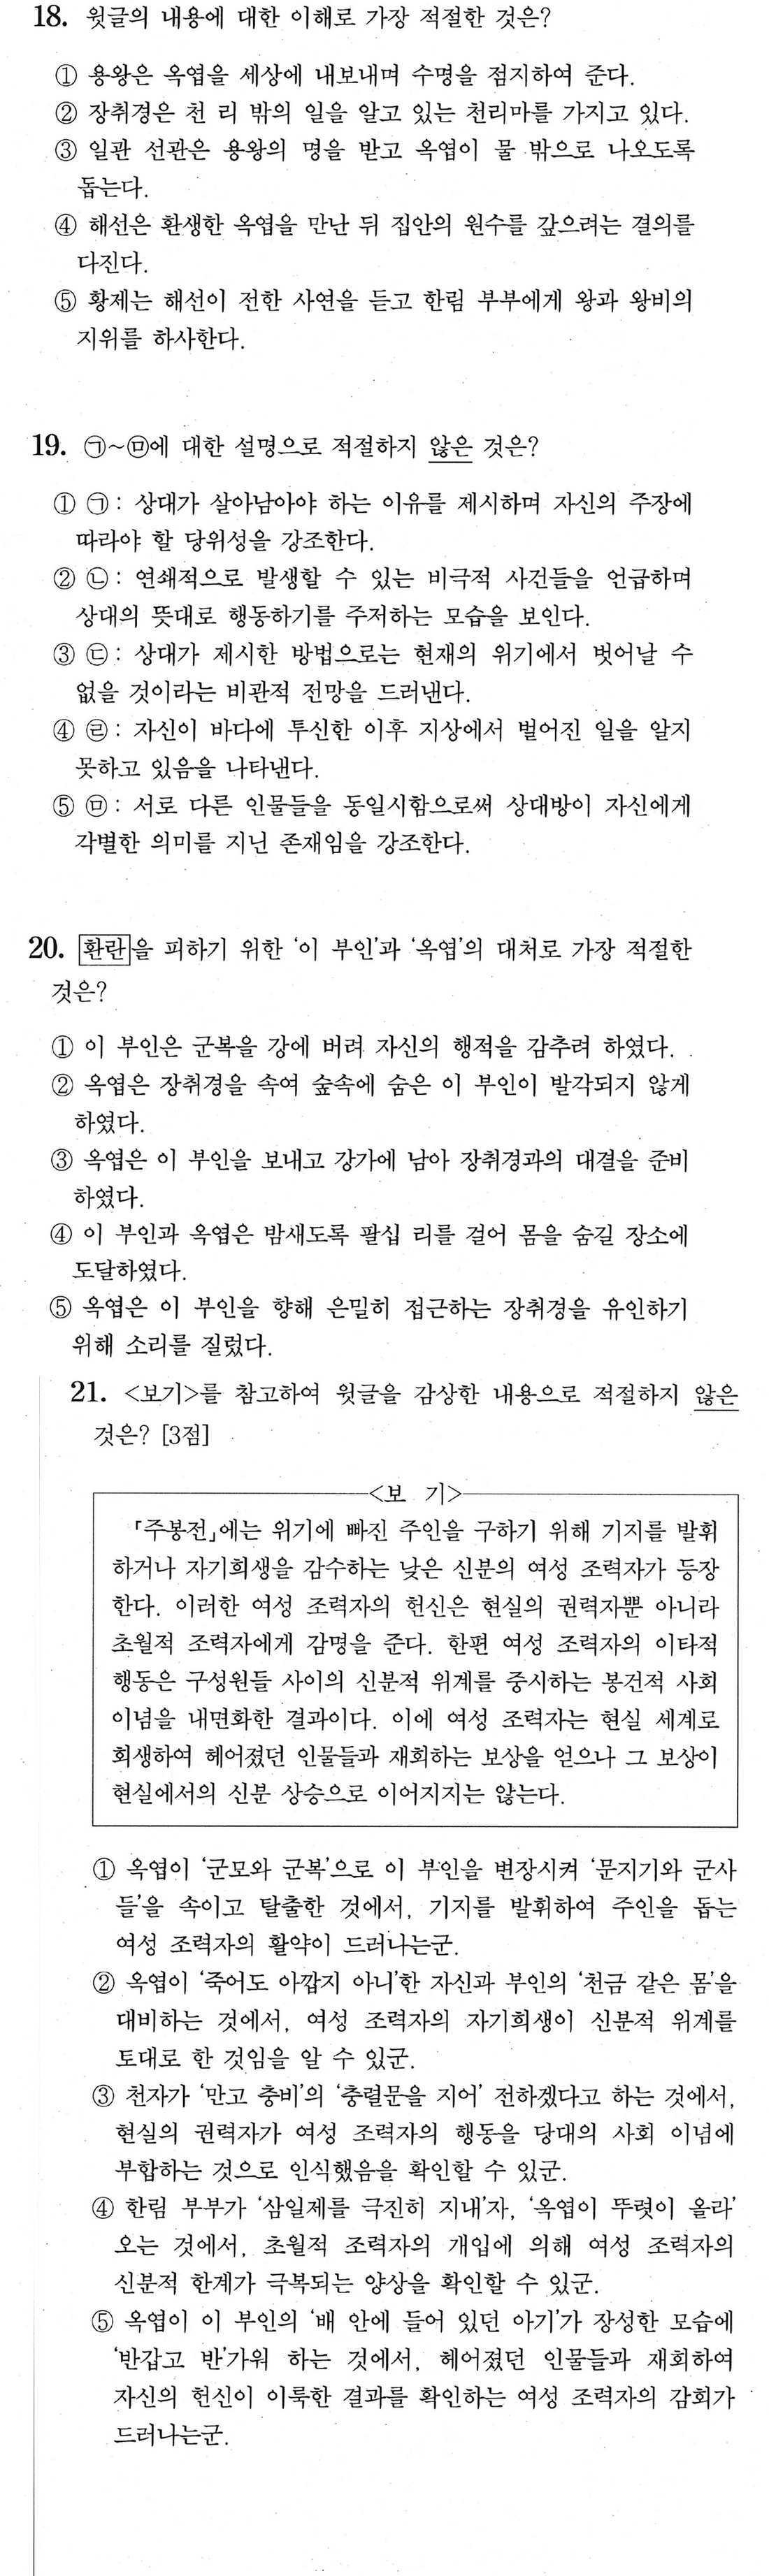 18. 윗글의 내용에 대한 이해로 가장 적절한 것은?
① 용왕은 옥엽을 세상에 내보내며 수명을 점지하여 준다.
② 장취경은 천 리 밖의 일을 알고 있는 천리마를 가지고 있다.
③ 일관 선관은 용왕의 명을 받고 옥엽이 물 밖으로 나오도록
돕는다.
④ 해선은 환생한 옥엽을 만난 뒤 집안의 원수를 갚으려는 결의를
다진다.
⑤ 황제는 해선이 전한 사연을 듣고 한림 부부에게 왕과 왕비의
지위를 하사한다.
19. ㉠~㉤에 대한 설명으로 적절하지 않은 것은?
① ㉠: 상대가 살아남아야 하는 이유를 제시하며 자신의 주장에
따라야 할 당위성을 강조한다.
② ㉡: 연쇄적으로 발생할 수 있는 비극적 사건들을 언급하며
상대의 뜻대로 행동하기를 주저하는 모습을 보인다.
③ ㉢: 상대가 제시한 방법으로는 현재의 위기에서 벗어날 수
없을 것이라는 비관적 전망을 드러낸다.
④ ㉣: 자신이 바다에 투신한 이후 지상에서 벌어진 일을 알지
못하고 있음을 나타낸다.
⑤ ㉤: 서로 다른 인물들을 동일시함으로써 상대방이 자신에게
각별한 의미를 지닌 존재임을 강조한다.
20. 환란을 피하기 위한 ‘이 부인’과 ‘옥엽’의 대처로 가장 적절한
것은?
① 이 부인은 군복을 강에 버려 자신의 행적을 감추려 하였다.
② 옥엽은 장취경을 속여 숲속에 숨은 이 부인이 발각되지 않게
하였다.
③ 옥엽은 이 부인을 보내고 강가에 남아 장취경과의 대결을 준비
하였다.
④ 이 부인과 옥엽은 밤새도록 팔십 리를 걸어 몸을 숨길 장소에
도달하였다.
⑤ 옥엽은 이 부인을 향해 은밀히 접근하는 장취경을 유인하기
위해 소리를 질렀다.
21. <보기>를 참고하여 윗글을 감상한 내용으로 적절하지 않은
것은? [3점]
<보 기>
「주봉전」에는 위기에 빠진 주인을 구하기 위해 기지를 발휘
하거나 자기희생을 감수하는 낮은 신분의 여성 조력자가 등장
한다. 이러한 여성 조력자의 헌신은 현실의 권력자뿐 아니라
초월적 조력자에게 감명을 준다. 한편 여성 조력자의 이타적
행동은 구성원들 사이의 신분적 위계를 중시하는 봉건적 사회
이념을 내면화한 결과이다. 이에 여성 조력자는 현실 세계로
회생하여 헤어졌던 인물들과 재회하는 보상을 얻으나 그 보상이
현실에서의 신분 상승으로 이어지지는 않는다.
① 옥엽이 ‘군모와 군복’으로 이 부인을 변장시켜 ‘문지기와 군사
들’을 속이고 탈출한 것에서, 기지를 발휘하여 주인을 돕는
여성 조력자의 활약이 드러나는군.
② 옥엽이 ‘죽어도 아깝지 아니’한 자신과 부인의 ‘천금 같은 몸’을
대비하는 것에서, 여성 조력자의 자기희생이 신분적 위계를
토대로 한 것임을 알 수 있군.
③ 천자가 ‘만고 충비’의 ‘충렬문을 지어’ 전하겠다고 하는 것에서,
현실의 권력자가 여성 조력자의 행동을 당대의 사회 이념에
부합하는 것으로 인식했음을 확인할 수 있군.
④ 한림 부부가 ‘삼일제를 극진히 지내’자, ‘옥엽이 뚜렷이 올라’
오는 것에서, 초월적 조력자의 개입에 의해 여성 조력자의
신분적 한계가 극복되는 양상을 확인할 수 있군.
⑤ 옥엽이 이 부인의 ‘배 안에 들어 있던 아기’가 장성한 모습에
‘반갑고 반’가워 하는 것에서, 헤어졌던 인물들과 재회하여
자신의 헌신이 이룩한 결과를 확인하는 여성 조력자의 감회가
드러나는군.